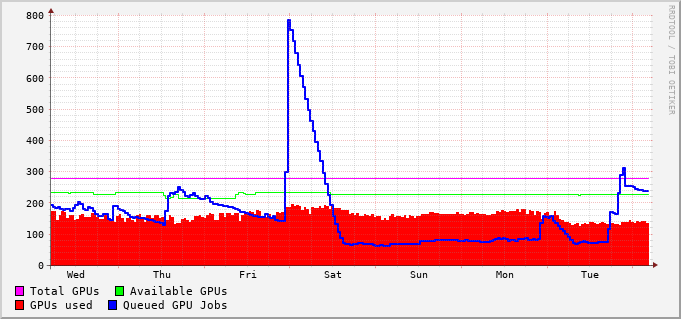 800
700
600
500
400
300
200
100
0
Wed Thu Fri Sat Sun Mon Tue
Total GPUs Available GPUs
GPUs used Queued GPU Jobs
RRDTOOL / TOBI OETIKER